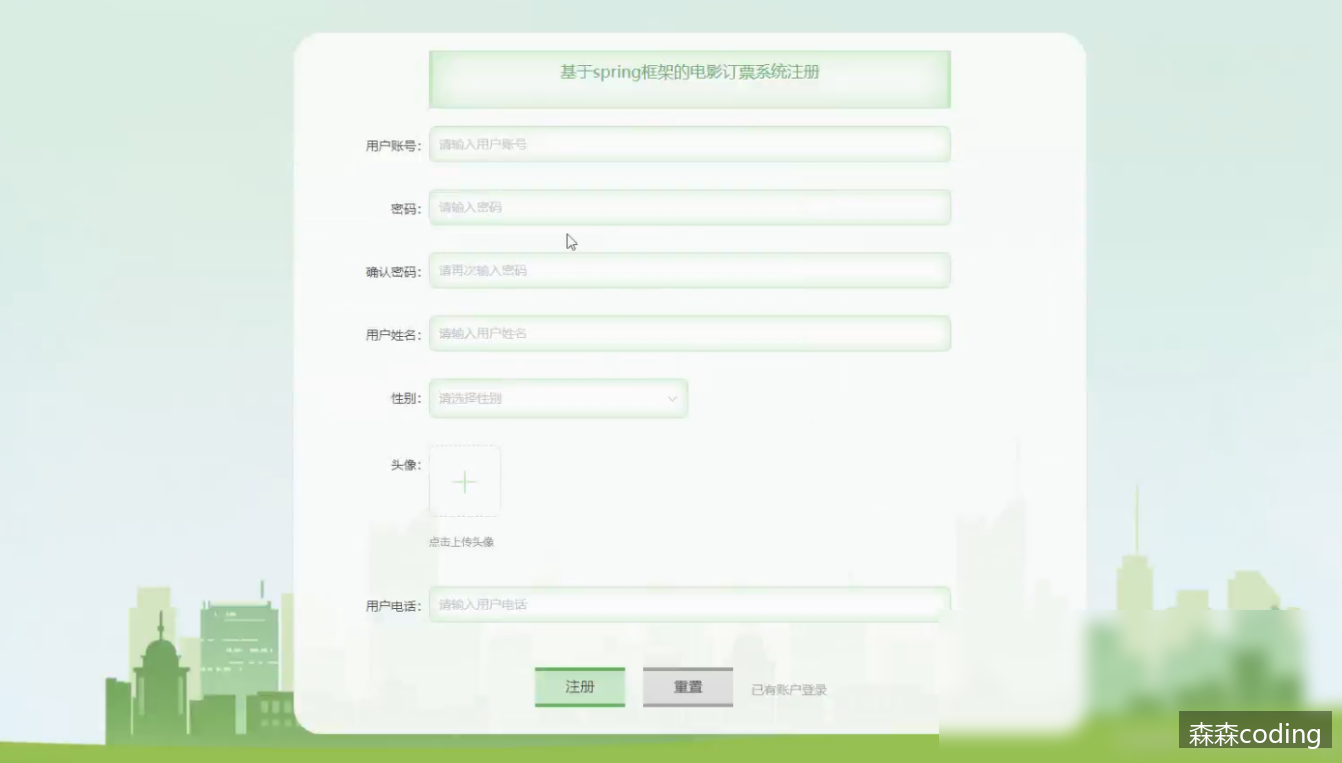 基于spring框架的电影订票系统注册
用户账号： 请输入用户账号
密码： 请输入密码
确认密码： 请再次输入密码
用户姓名： 请输入用户姓名
性别： 请选择性别
头像：
点击上传头像
用户电话： 请输入用户电话
注册 重置 已有账户登录
森森coding